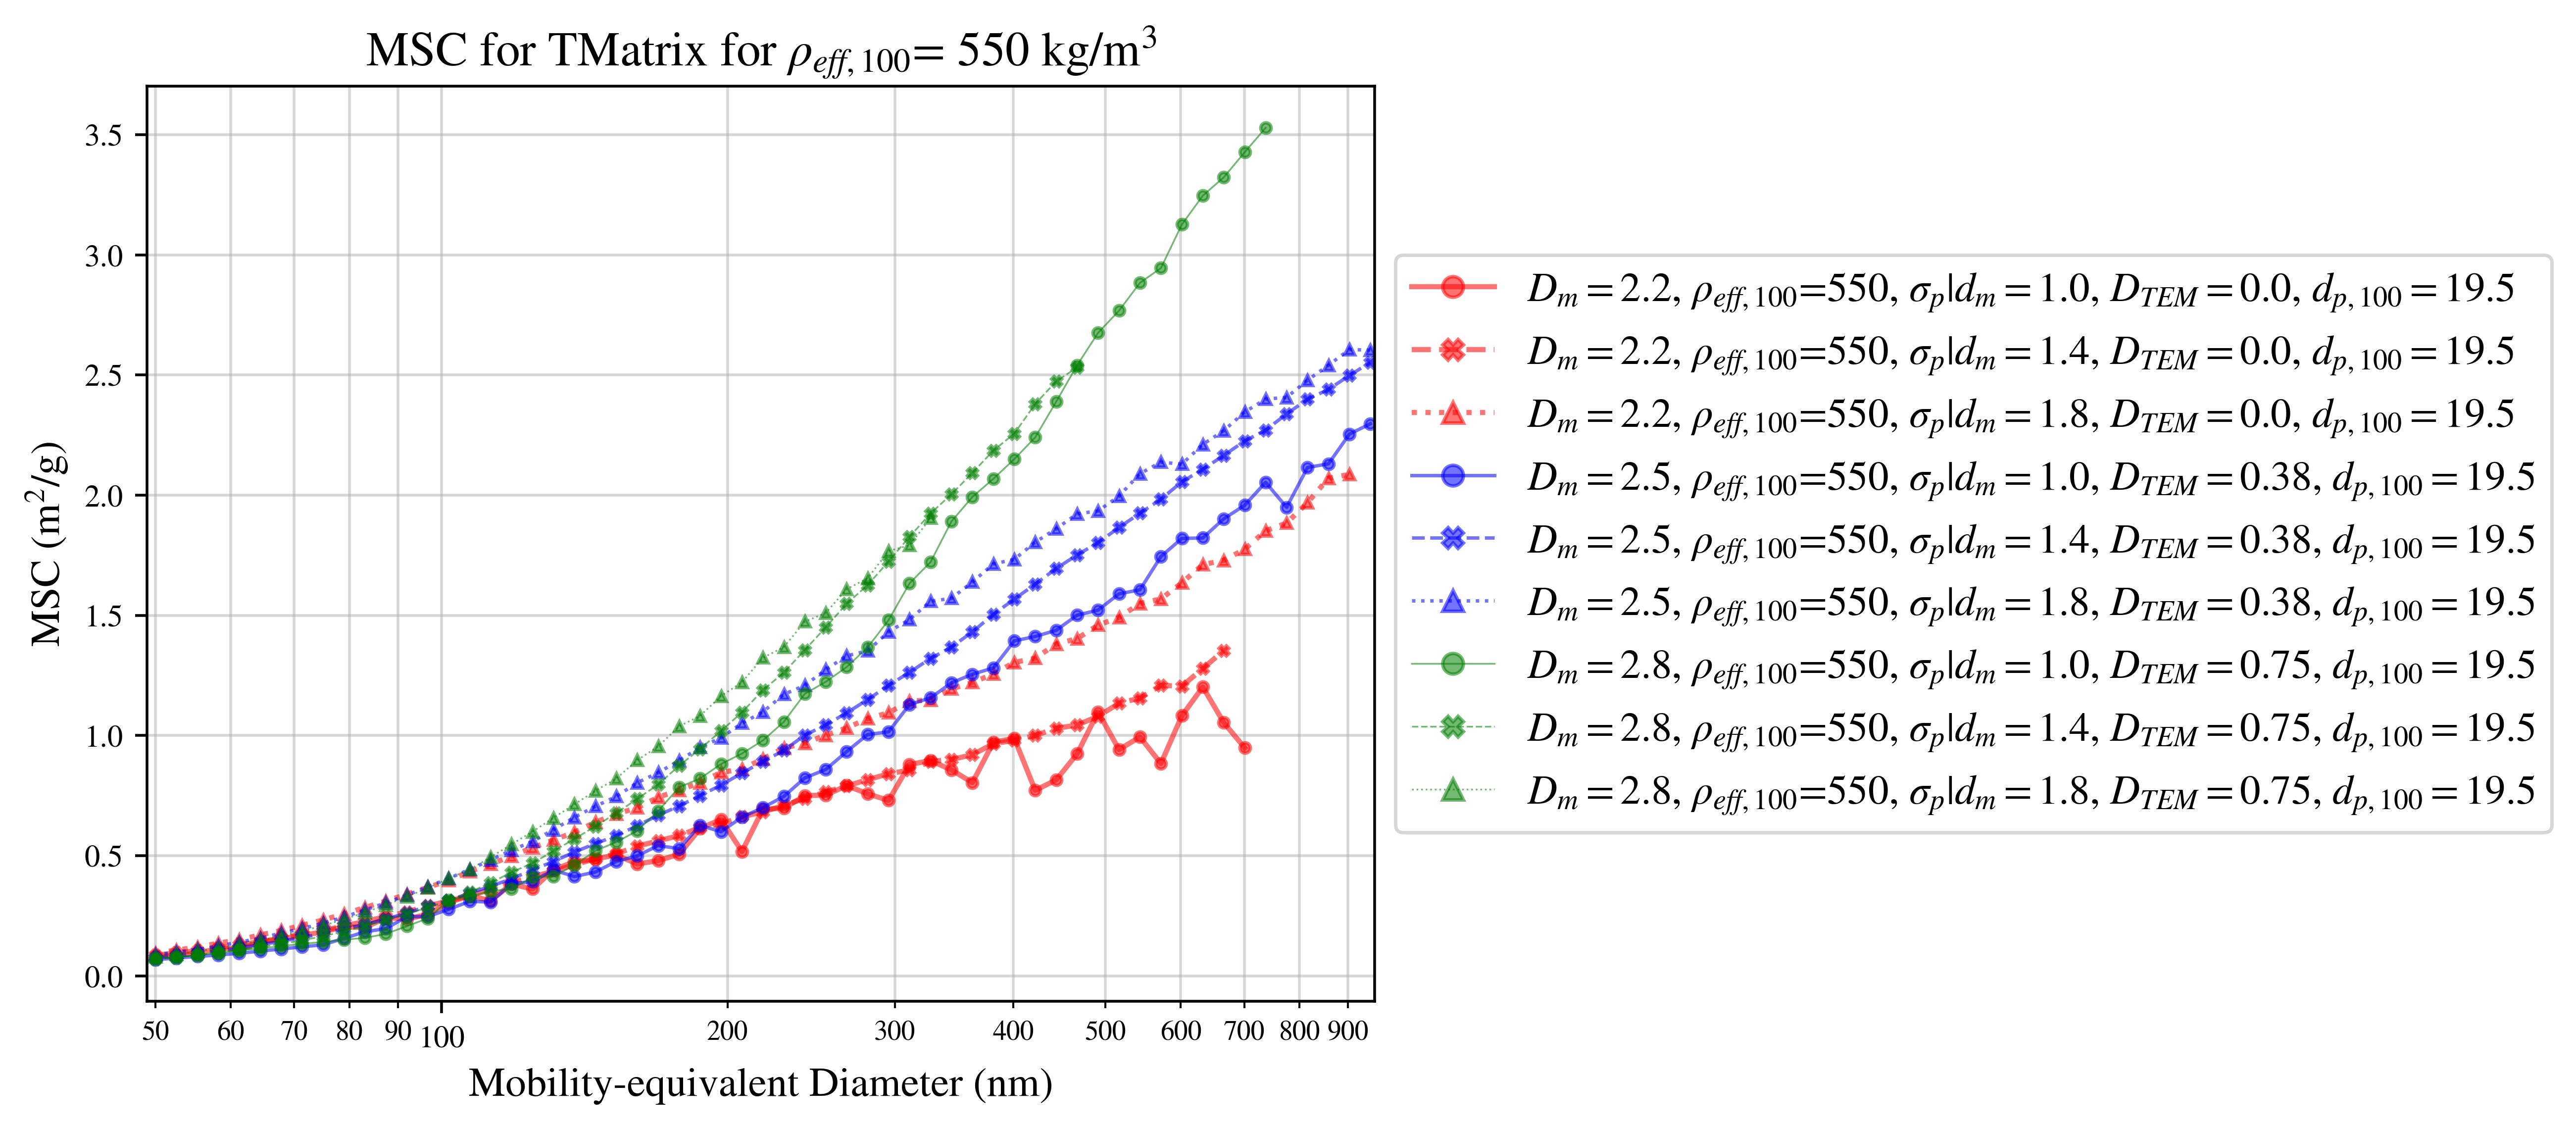 MSC for TMatrix for ρeff,100= 550 kg/m³
MSC (m²/g)
3.5
3.0
2.5
2.0
1.5
1.0
0.5
0.0
50 60 70 80 90 100 200 300 400 500 600 700 800 900
Mobility-equivalent Diameter (nm)
Dm = 2.2, ρeff,100=550, σp|dm = 1.0, DTEM = 0.0, dp,100 = 19.5
Dm = 2.2, ρeff,100=550, σp|dm = 1.4, DTEM = 0.0, dp,100 = 19.5
Dm = 2.2, ρeff,100=550, σp|dm = 1.8, DTEM = 0.0, dp,100 = 19.5
Dm = 2.5, ρeff,100=550, σp|dm = 1.0, DTEM = 0.38, dp,100 = 19.5
Dm = 2.5, ρeff,100=550, σp|dm = 1.4, DTEM = 0.38, dp,100 = 19.5
Dm = 2.5, ρeff,100=550, σp|dm = 1.8, DTEM = 0.38, dp,100 = 19.5
Dm = 2.8, ρeff,100=550, σp|dm = 1.0, DTEM = 0.75, dp,100 = 19.5
Dm = 2.8, ρeff,100=550, σp|dm = 1.4, DTEM = 0.75, dp,100 = 19.5
Dm = 2.8, ρeff,100=550, σp|dm = 1.8, DTEM = 0.75, dp,100 = 19.5